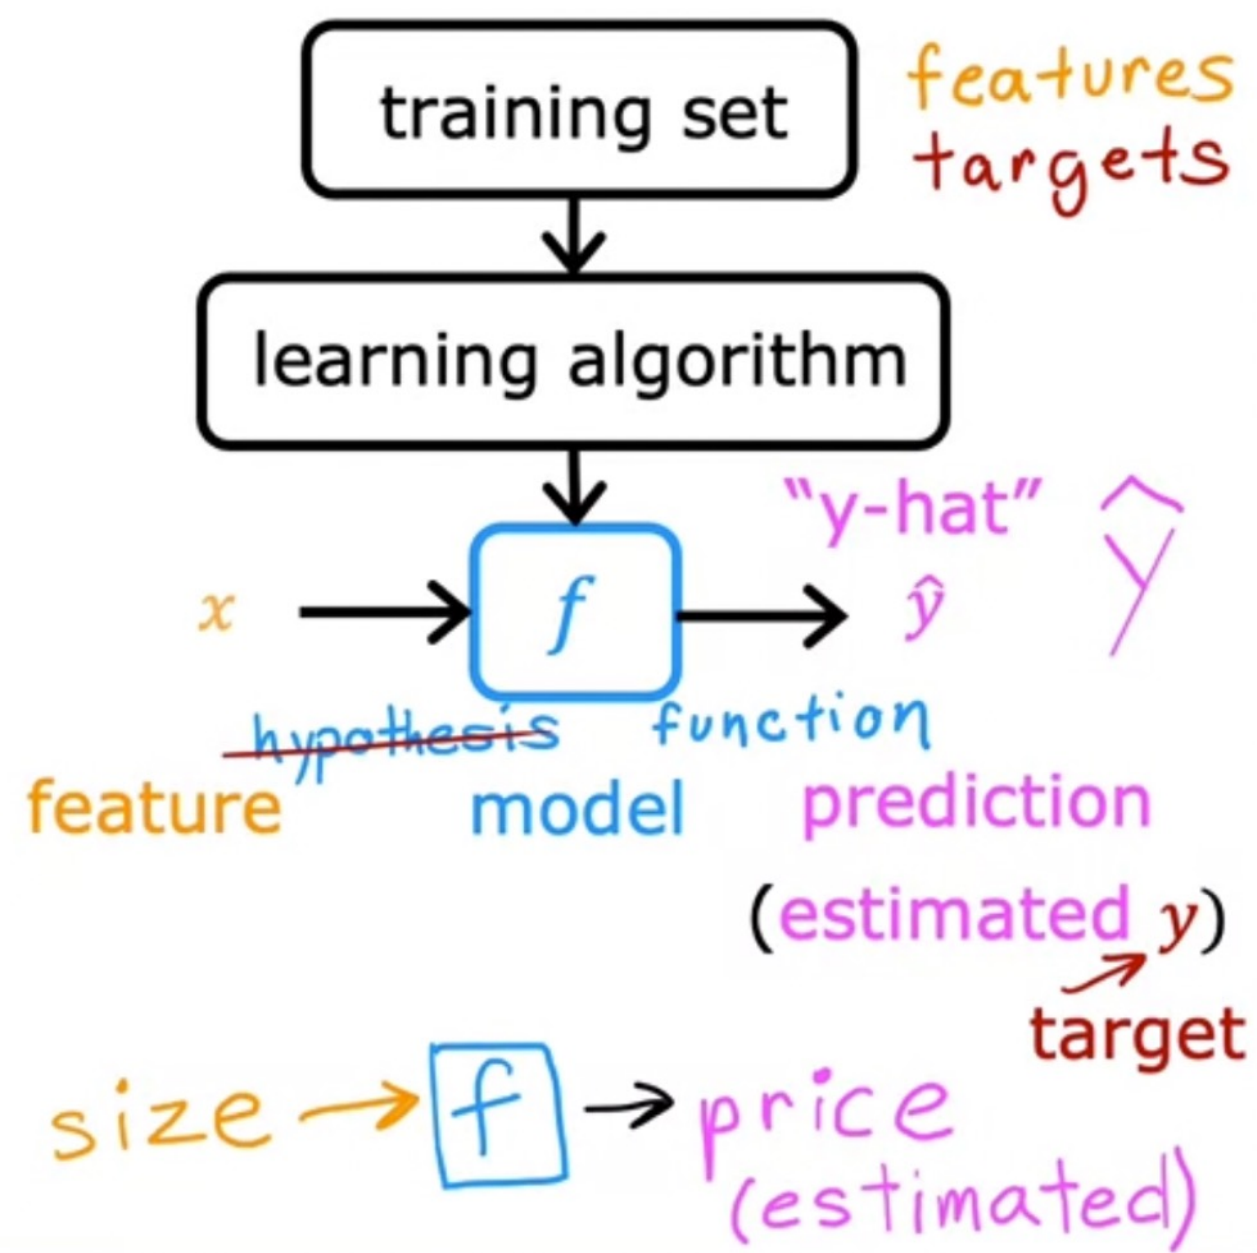 training set
features
targets
learning algorithm
“y-hat”
x
f
ŷ
ŷ
hypothesis
function
feature
model
prediction
(estimated y)
target
size
f
price
(estimated)